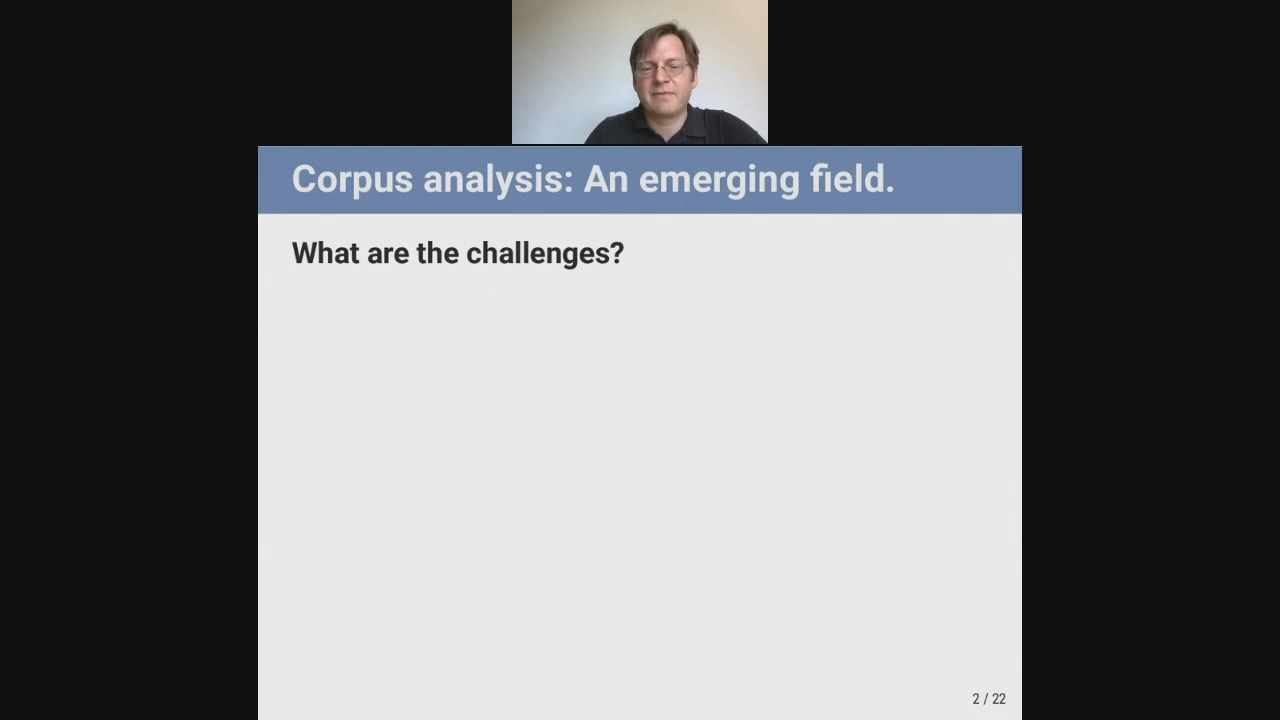 Corpus analysis: An emerging field.
What are the challenges?
2 / 22